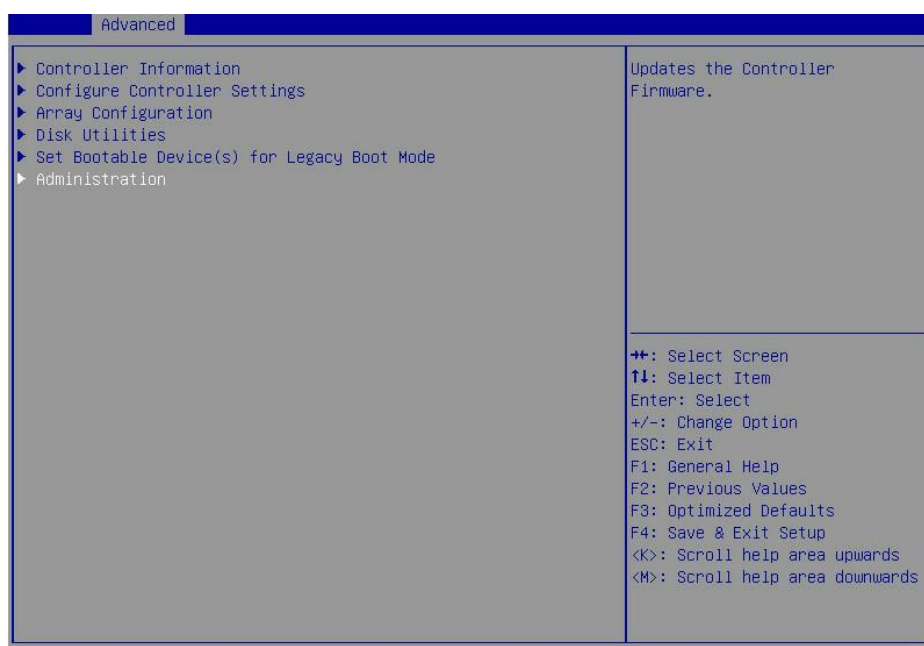 Advanced
▶ Controller Information
▶ Configure Controller Settings
▶ Array Configuration
▶ Disk Utilities
▶ Set Bootable Device(s) for Legacy Boot Mode
▶ Administration
Updates the Controller
Firmware.
→←: Select Screen
↑↓: Select Item
Enter: Select
+/-: Change Option
ESC: Exit
F1: General Help
F2: Previous Values
F3: Optimized Defaults
F4: Save & Exit Setup
<K>: Scroll help area upwards
<M>: Scroll help area downwards